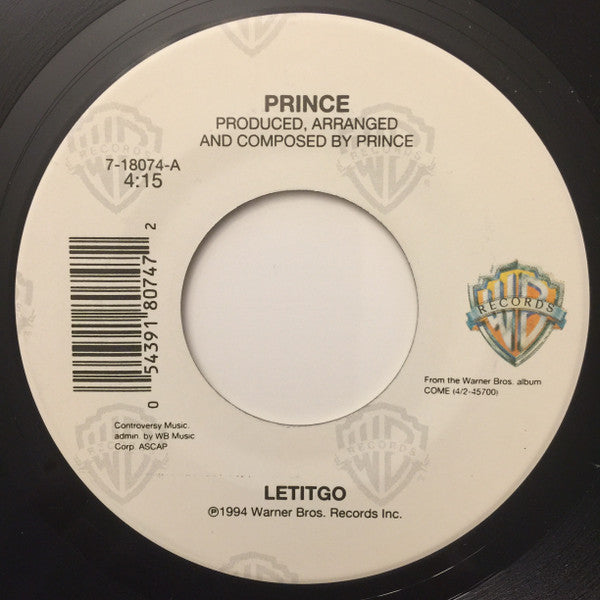 PRINCE
PRODUCED, ARRANGED
AND COMPOSED BY PRINCE
7-18074-A
4:15
0 54391 80747 2
WB
RECORDS
From the Warner Bros. album
COME (4/2-45700)
Controversy Music.
admin. by WB Music
Corp. ASCAP
LETITGO
℗1994 Warner Bros. Records Inc.